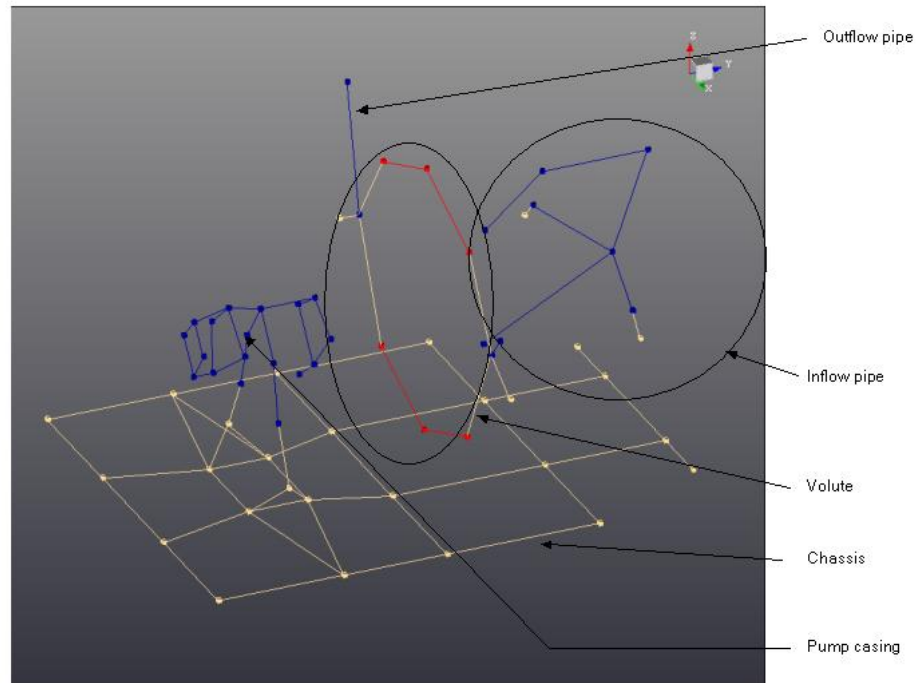 Outflow pipe
Z
Y
X
Inflow pipe
Volute
Chassis
Pump casing